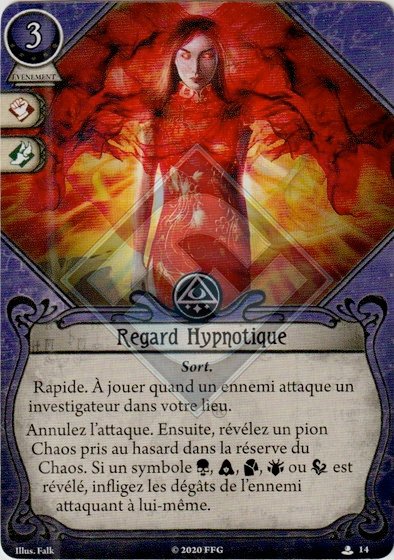 3
ÉVÉNEMENT
Regard Hypnotique
Sort.
Rapide. À jouer quand un ennemi attaque un
investigateur dans votre lieu.
Annulez l'attaque. Ensuite, révélez un pion
Chaos pris au hasard dans la réserve du
Chaos. Si un symbole , , , ou est
révélé, infligez les dégâts de l'ennemi
attaquant à lui-même.
Illus. Falk © 2020 FFG 14